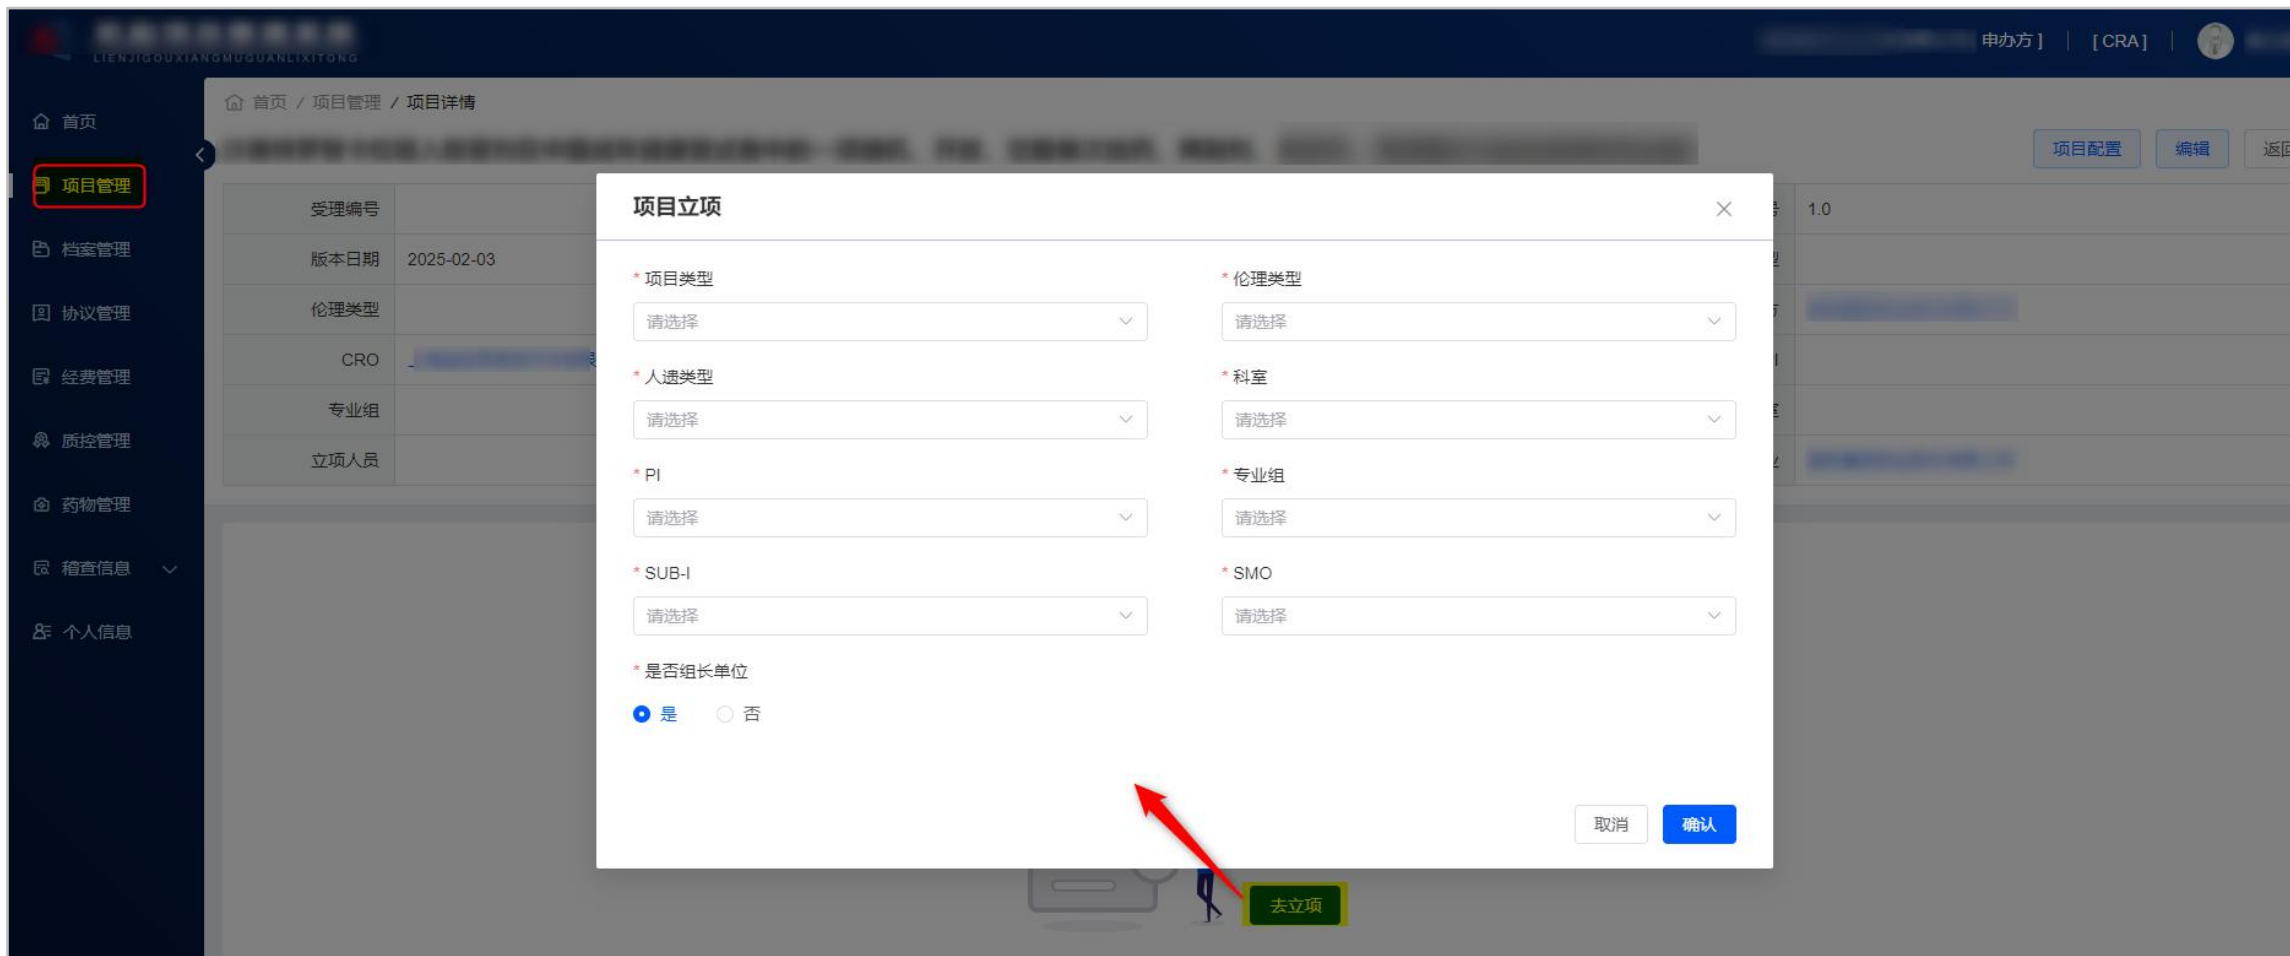 LIENJIGOUXIANGMUGUANLIXITONG
申办方] | [CRA] |
首页 / 项目管理 / 项目详情
首页
项目管理
档案管理
协议管理
经费管理
质控管理
药物管理
稽查信息
个人信息
项目配置 编辑 返回
受理编号
1.0
版本日期 2025-02-03
伦理类型
CRO
专业组
立项人员
项目立项
* 项目类型 * 伦理类型
请选择 请选择
* 人遗类型 * 科室
请选择 请选择
* PI * 专业组
请选择 请选择
* SUB-I * SMO
请选择 请选择
* 是否组长单位
是 否
取消 确认
去立项